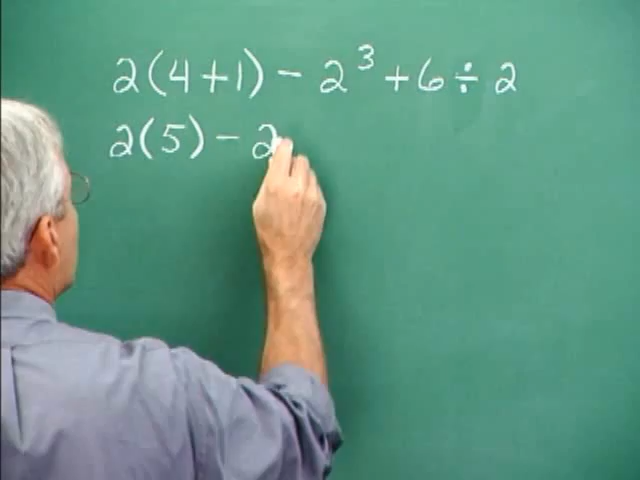 2(4+1) - 2³ + 6 ÷ 2
2(5) - 2